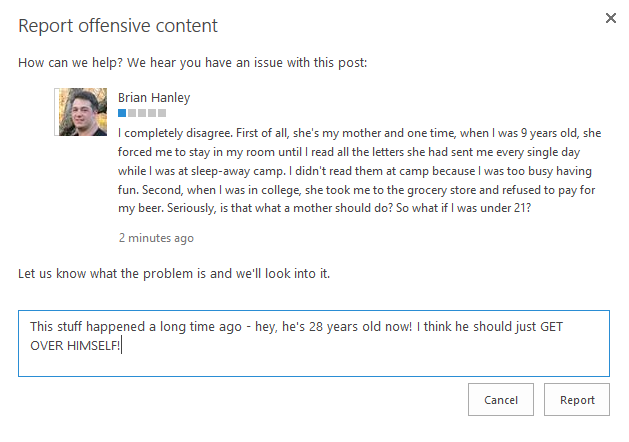 Report offensive content
How can we help? We hear you have an issue with this post:
Brian Hanley
I completely disagree. First of all, she's my mother and one time, when I was 9 years old, she
forced me to stay in my room until I read all the letters she had sent me every single day
while I was at sleep-away camp. I didn't read them at camp because I was too busy having
fun. Second, when I was in college, she took me to the grocery store and refused to pay for
my beer. Seriously, is that what a mother should do? So what if I was under 21?
2 minutes ago
Let us know what the problem is and we'll look into it.
This stuff happened a long time ago - hey, he's 28 years old now! I think he should just GET
OVER HIMSELF!
Cancel
Report